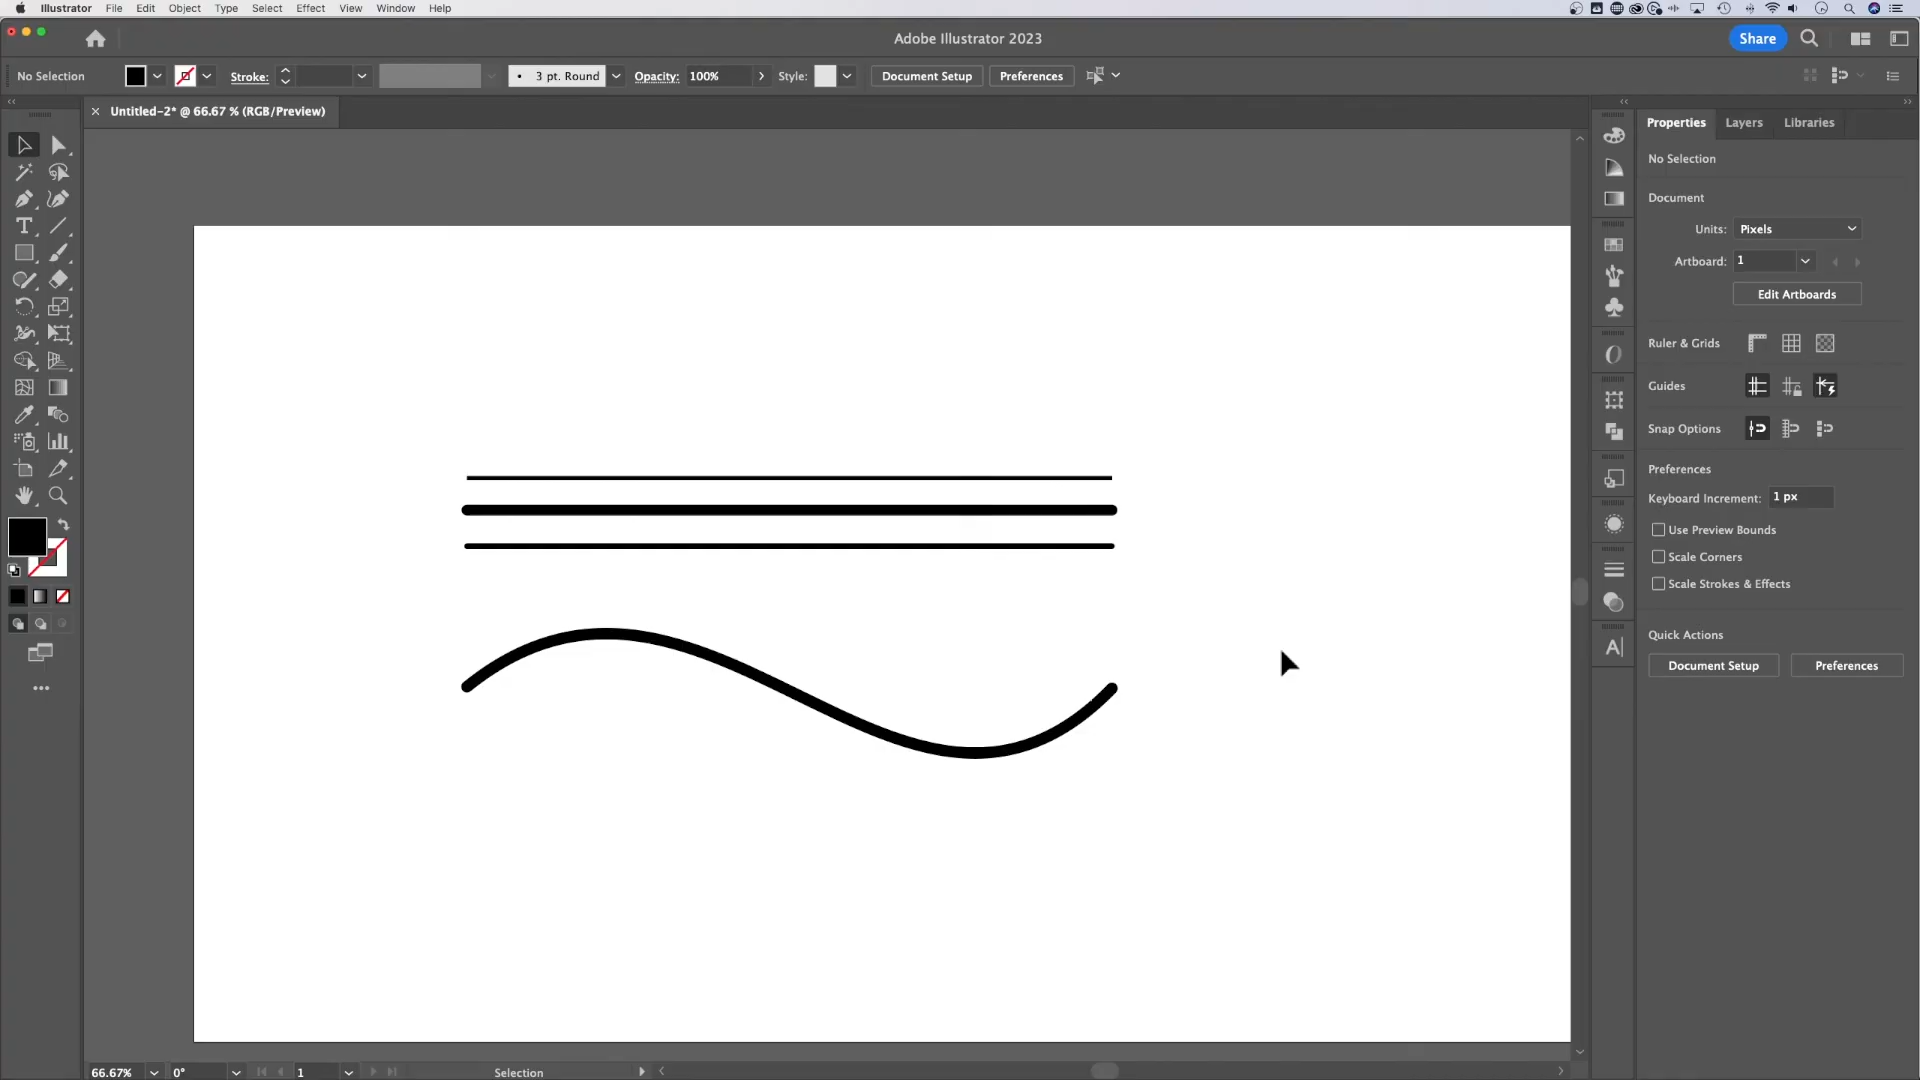 Illustrator File Edit Object Type Select Effect View Window Help
Adobe Illustrator 2023
Share
No Selection
Stroke:
3 pt. Round
Opacity: 100%
Style:
Document Setup
Preferences
Untitled-2* @ 66.67 % (RGB/Preview)
Properties Layers Libraries
No Selection
Document
Units: Pixels
Artboard: 1
Edit Artboards
Ruler & Grids
Guides
Snap Options
Preferences
Keyboard Increment: 1 px
Use Preview Bounds
Scale Corners
Scale Strokes & Effects
Quick Actions
Document Setup Preferences
66.67% 0° 1 Selection